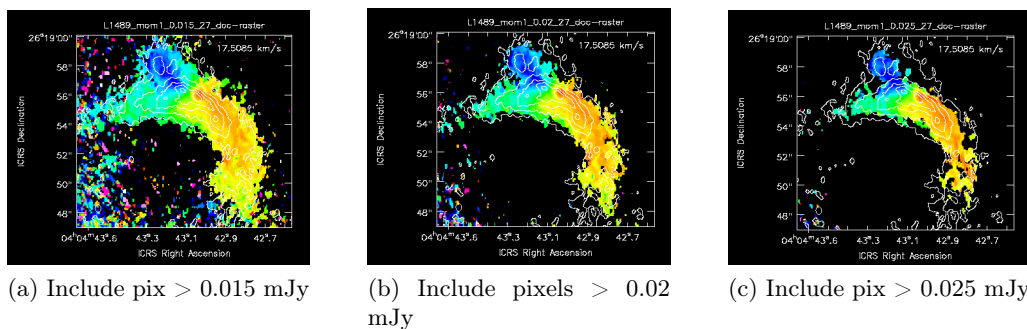 L1489_mom1_0.015_27_doc-raster
17.5085 km/s
26°19'00"
58"
56"
54"
52"
50"
48"
ICRS Declination
04ʰ04ᵐ43ˢ.6
43ˢ.3
43ˢ.1
42ˢ.9
42ˢ.7
ICRS Right Ascension
(a) Include pix > 0.015 mJy
L1489_mom1_0.02_27_doc-raster
17.5085 km/s
26°19'00"
58"
56"
54"
52"
50"
48"
ICRS Declination
04ʰ04ᵐ43ˢ.6
43ˢ.3
43ˢ.1
42ˢ.9
42ˢ.7
ICRS Right Ascension
(b) Include pixels > 0.02
mJy
L1489_mom1_0.025_27_doc-raster
17.5085 km/s
26°19'00"
58"
56"
54"
52"
50"
48"
ICRS Declination
04ʰ04ᵐ43ˢ.6
43ˢ.3
43ˢ.1
42ˢ.9
42ˢ.7
ICRS Right Ascension
(c) Include pix > 0.025 mJy